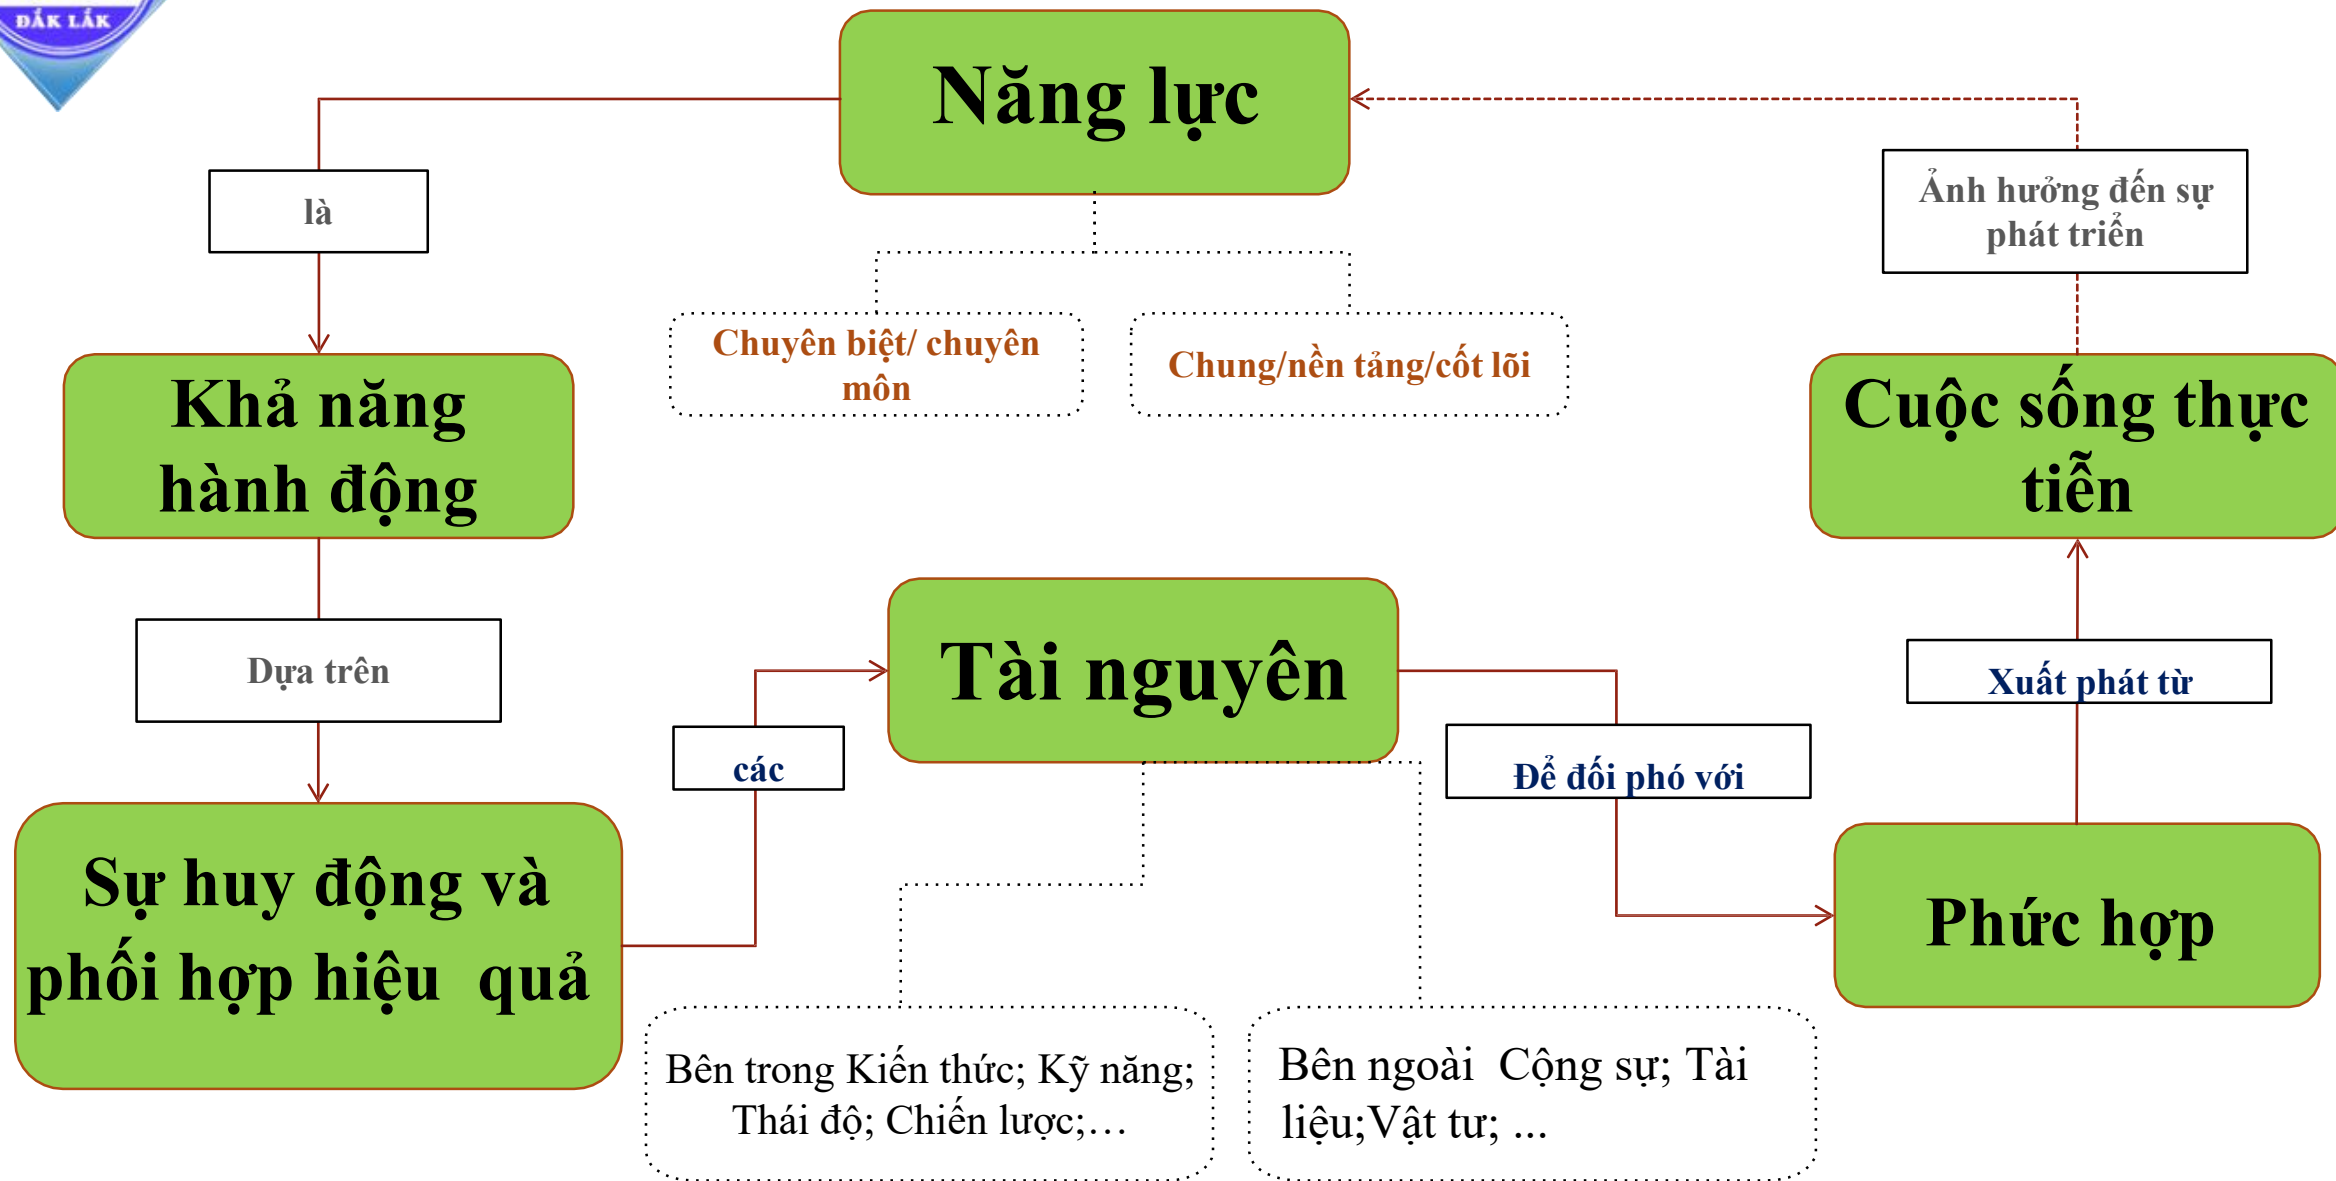 ĐẮK LẮK
Năng lực
là
Ảnh hưởng đến sự
phát triển
Chuyên biệt/ chuyên
môn
Chung/nền tảng/cốt lõi
Khả năng
hành động
Cuộc sống thực
tiễn
Dựa trên
Tài nguyên
Xuất phát từ
các
Để đối phó với
Sự huy động và
phối hợp hiệu  quả
Phức hợp
Bên trong Kiến thức; Kỹ năng;
Thái độ; Chiến lược;…
Bên ngoài  Cộng sự; Tài
liệu;Vật tư; ...